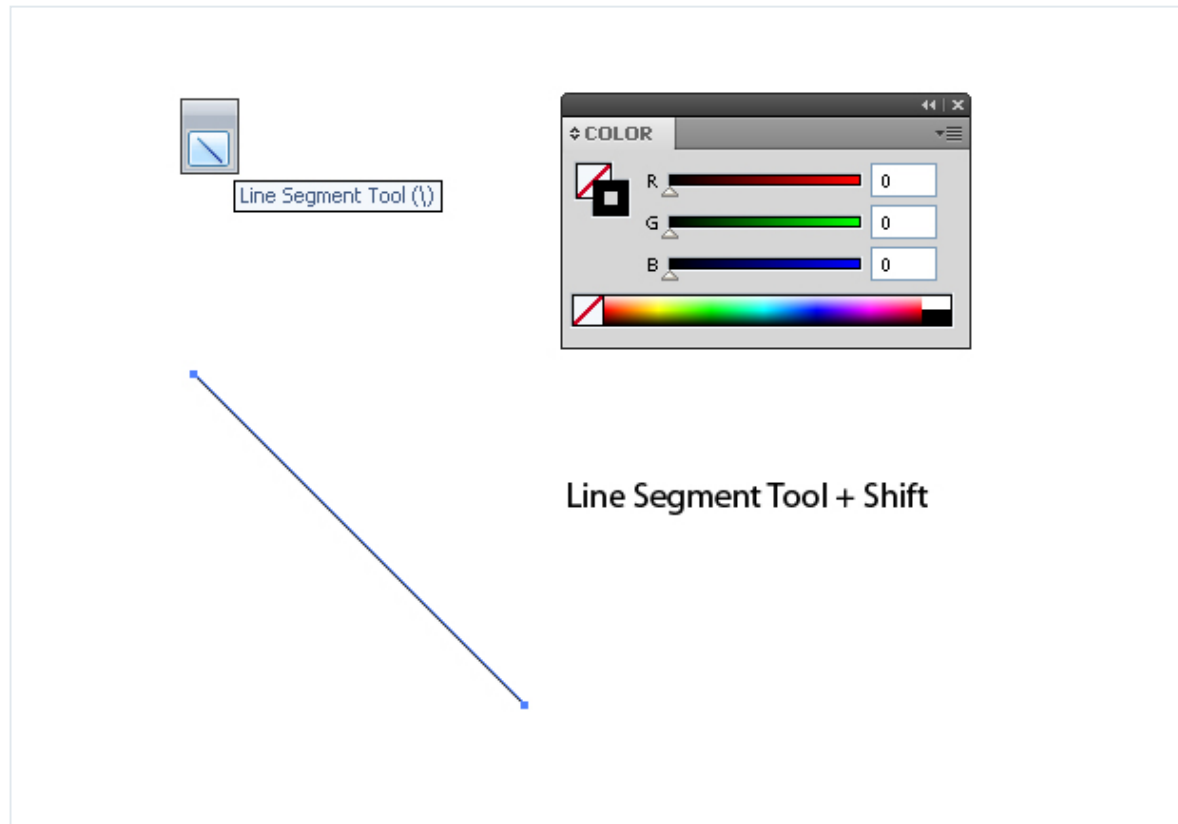 Line Segment Tool (\)
COLOR
R 0
G 0
B 0
Line Segment Tool + Shift